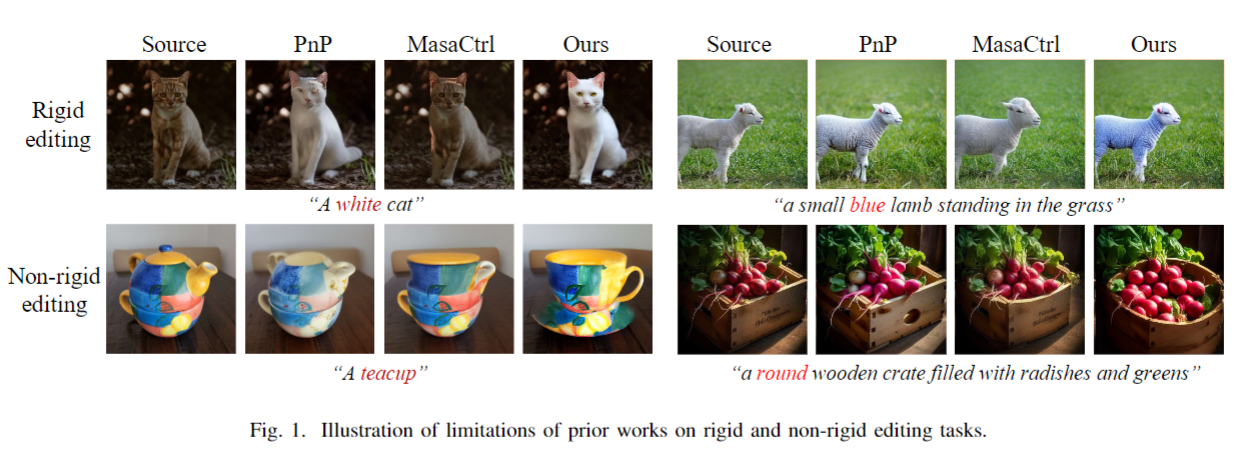 Source PnP MasaCtrl Ours Source PnP MasaCtrl Ours
Rigid
editing
“A white cat” “a small blue lamb standing in the grass”
Non-rigid
editing
“A teacup” “a round wooden crate filled with radishes and greens”
Fig. 1. Illustration of limitations of prior works on rigid and non-rigid editing tasks.